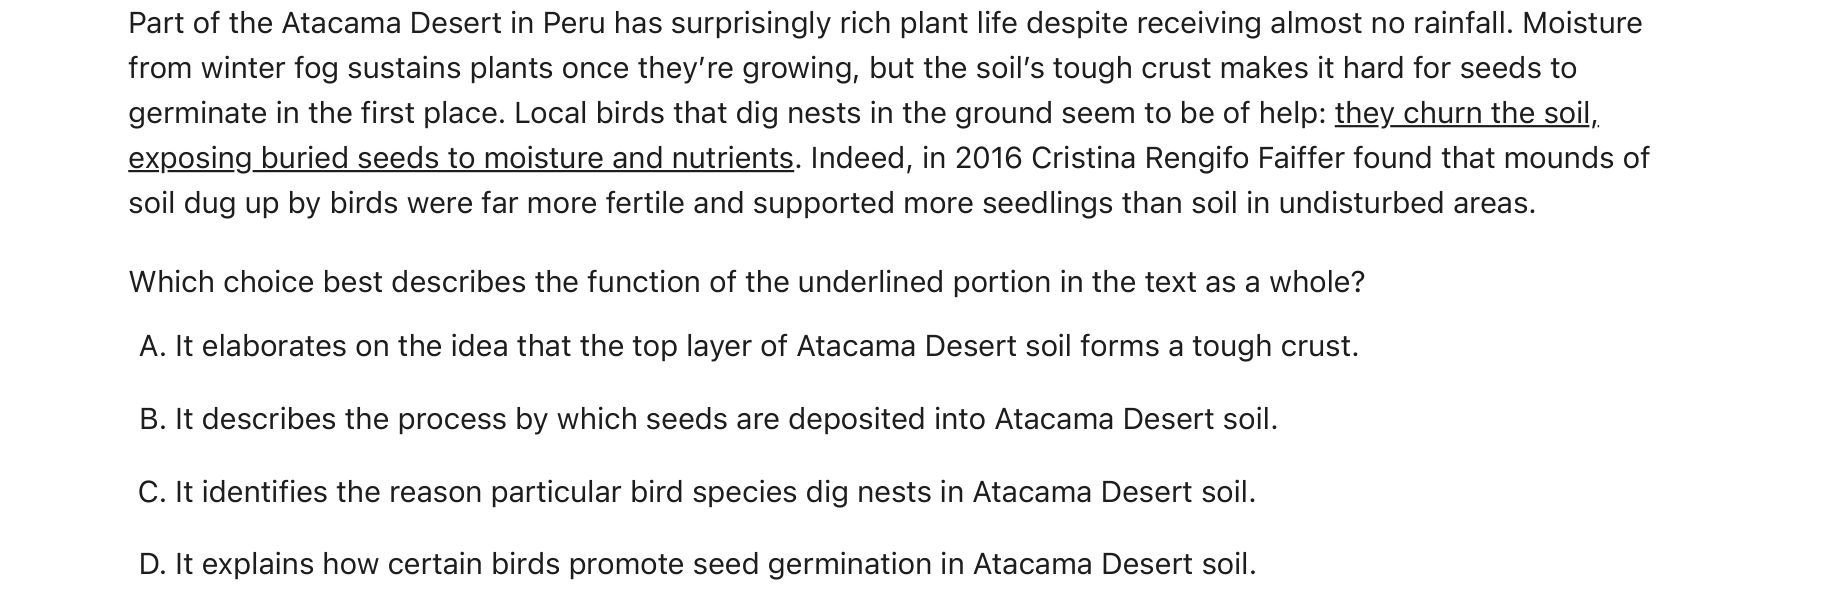 Part of the Atacama Desert in Peru has surprisingly rich plant life despite receiving almost no rainfall. Moisture
from winter fog sustains plants once they’re growing, but the soil’s tough crust makes it hard for seeds to
germinate in the first place. Local birds that dig nests in the ground seem to be of help: they churn the soil,
exposing buried seeds to moisture and nutrients. Indeed, in 2016 Cristina Rengifo Faiffer found that mounds of
soil dug up by birds were far more fertile and supported more seedlings than soil in undisturbed areas.
Which choice best describes the function of the underlined portion in the text as a whole?
A. It elaborates on the idea that the top layer of Atacama Desert soil forms a tough crust.
B. It describes the process by which seeds are deposited into Atacama Desert soil.
C. It identifies the reason particular bird species dig nests in Atacama Desert soil.
D. It explains how certain birds promote seed germination in Atacama Desert soil.